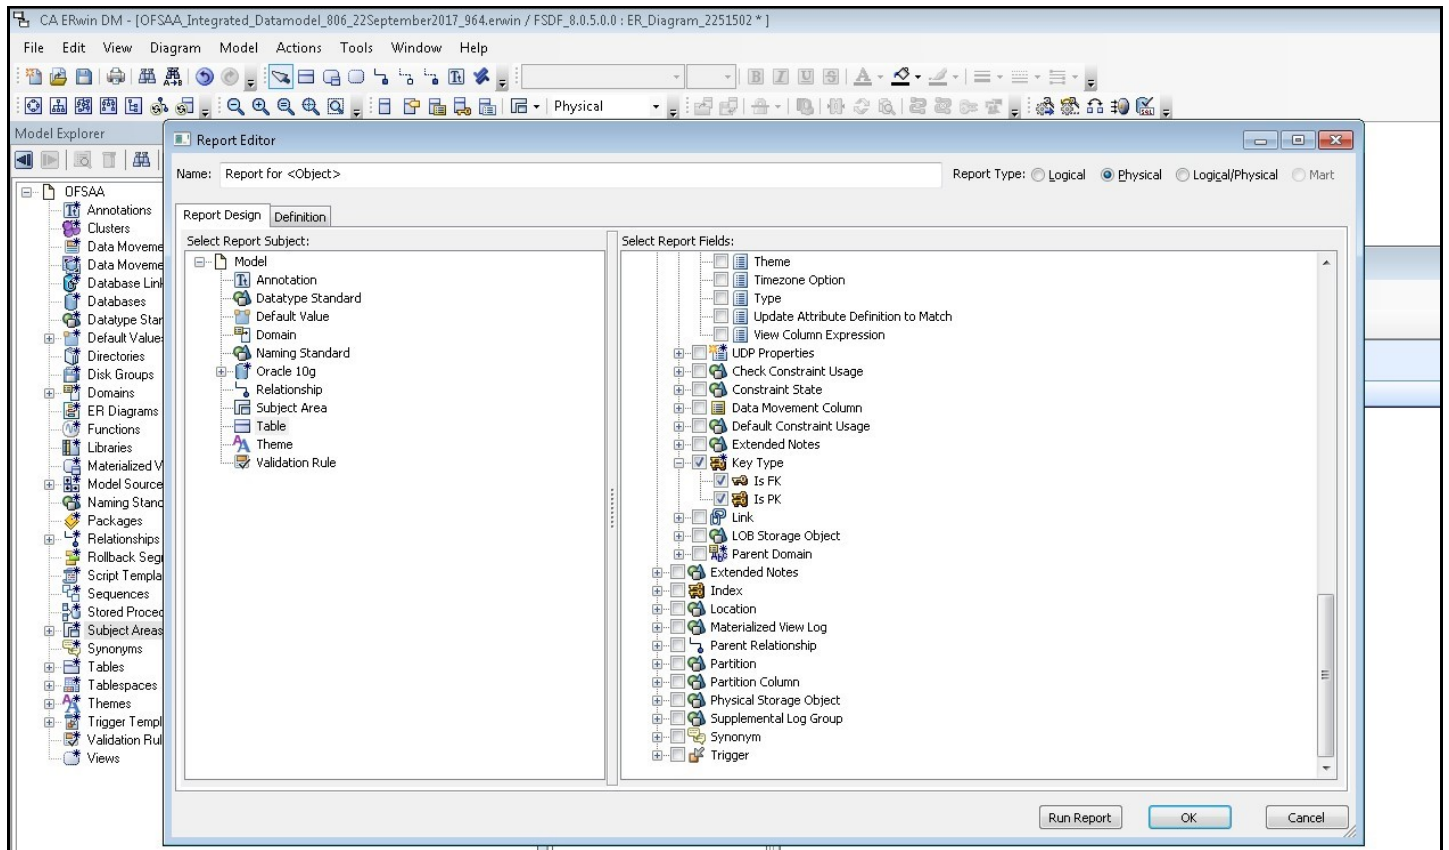 CA ERwin DM - [OFSAA_Integrated_Datamodel_806_22September2017_964.erwin / FSDF_8.0.5.0.0 : ER_Diagram_2251502 * ]
File Edit View Diagram Model Actions Tools Window Help
Physical
Model Explorer
OFSAA
Annotations
Clusters
Data Moveme
Data Moveme
Database Link
Databases
Datatype Star
Default Value
Directories
Disk Groups
Domains
ER Diagrams
Functions
Libraries
Materialized V
Model Source
Naming Stand
Packages
Relationships
Rollback Seg
Script Templa
Sequences
Stored Proced
Subject Areas
Synonyms
Tables
Tablespaces
Themes
Trigger Templ
Validation Rul
Views
Report Editor
Name: Report for <Object>
Report Type: Logical Physical Logical/Physical Mart
Report Design Definition
Select Report Subject:
Model
Annotation
Datatype Standard
Default Value
Domain
Naming Standard
Oracle 10g
Relationship
Subject Area
Table
Theme
Validation Rule
Select Report Fields:
Theme
Timezone Option
Type
Update Attribute Definition to Match
View Column Expression
UDP Properties
Check Constraint Usage
Constraint State
Data Movement Column
Default Constraint Usage
Extended Notes
Key Type
Is FK
Is PK
Link
LOB Storage Object
Parent Domain
Extended Notes
Index
Location
Materialized View Log
Parent Relationship
Partition
Partition Column
Physical Storage Object
Supplemental Log Group
Synonym
Trigger
Run Report OK Cancel